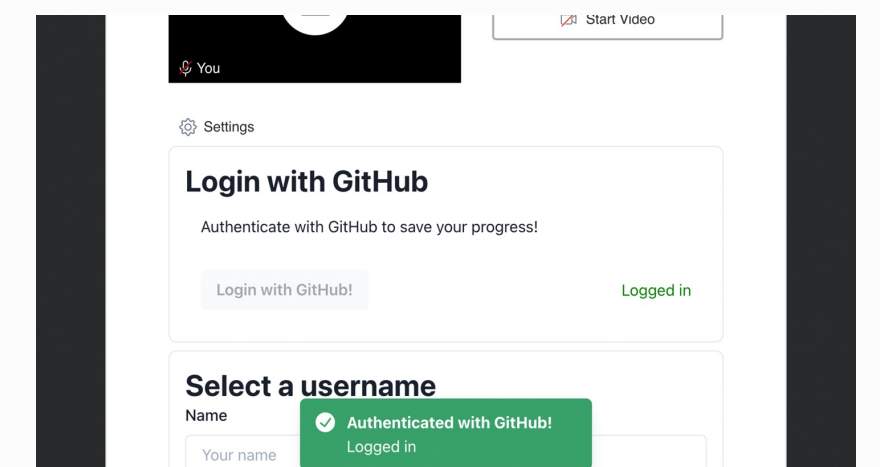 Start Video
You
Settings
Login with GitHub
Authenticate with GitHub to save your progress!
Login with GitHub!
Logged in
Select a username
Name
Authenticated with GitHub!
Logged in
Your name